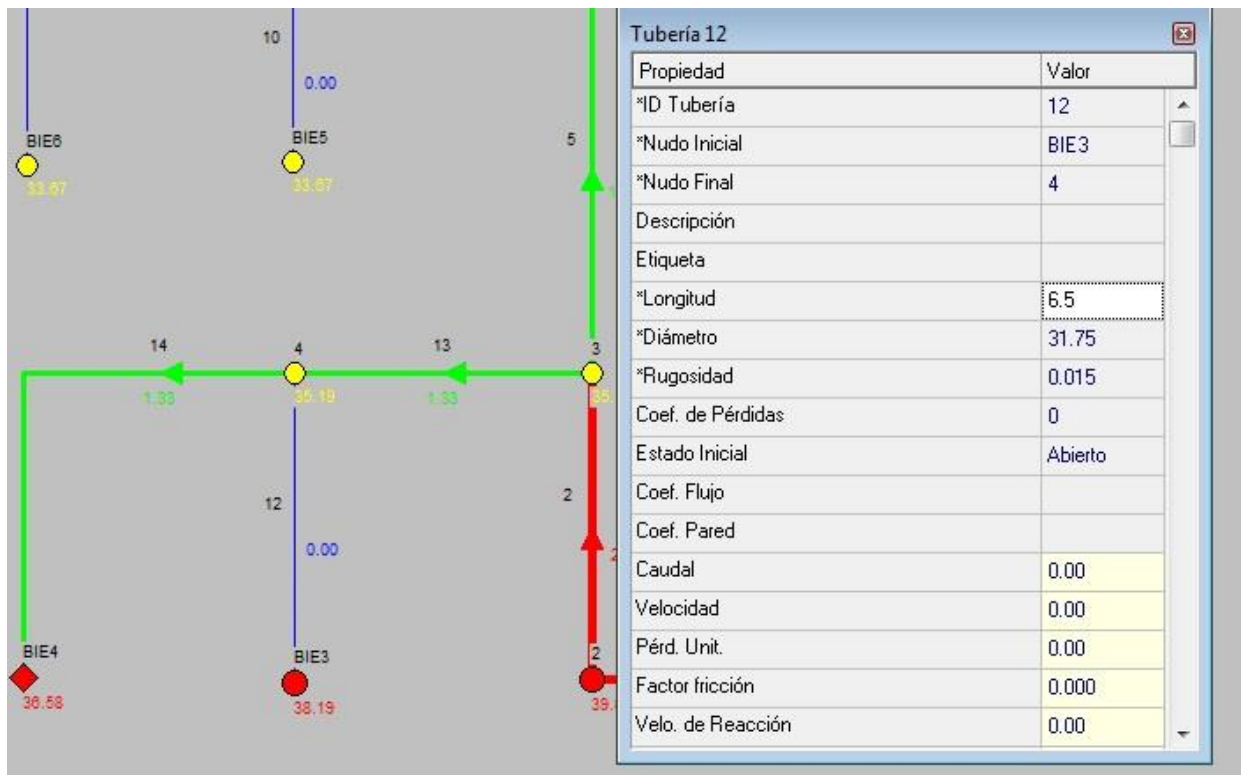 10
0.00
BIE6
33.67
BIE5
33.67
5
14
4
13
3
1.33
35.19
1.33
35.
12
2
0.00
2
BIE4
36.58
BIE3
38.19
2
39.
Tubería 12
Propiedad Valor
*ID Tubería 12
*Nudo Inicial BIE3
*Nudo Final 4
Descripción
Etiqueta
*Longitud 6.5
*Diámetro 31.75
*Rugosidad 0.015
Coef. de Pérdidas 0
Estado Inicial Abierto
Coef. Flujo
Coef. Pared
Caudal 0.00
Velocidad 0.00
Pérd. Unit. 0.00
Factor fricción 0.000
Velo. de Reacción 0.00